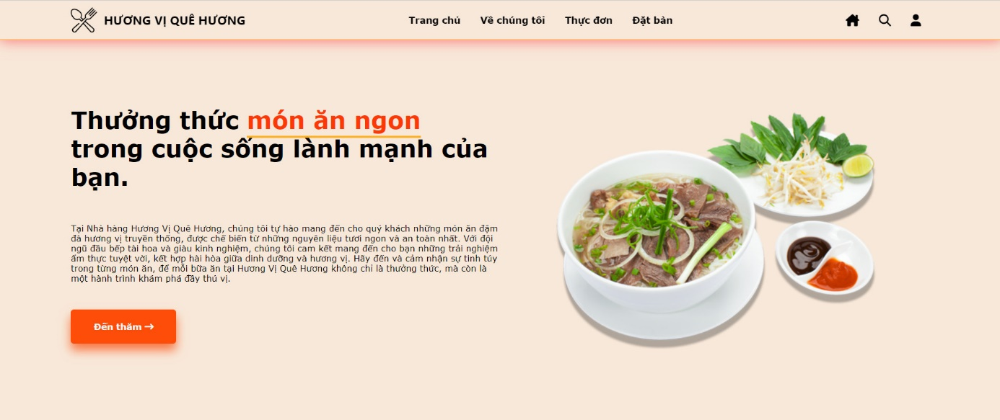 HƯƠNG VỊ QUÊ HƯƠNG
Trang chủ
Về chúng tôi
Thực đơn
Đặt bàn
Thưởng thức món ăn ngon
trong cuộc sống lành mạnh của
bạn.
Tại Nhà hàng Hương Vị Quê Hương, chúng tôi tự hào mang đến cho quý khách những món ăn đậm
đà hương vị truyền thống, được chế biến từ những nguyên liệu tươi ngon và an toàn nhất. Với đội
ngũ đầu bếp tài hoa và giàu kinh nghiệm, chúng tôi cam kết mang đến cho bạn những trải nghiệm
ẩm thực tuyệt vời, kết hợp hài hòa giữa dinh dưỡng và hương vị. Hãy đến và cảm nhận sự tinh túy
trong từng món ăn, để mỗi bữa ăn tại Hương Vị Quê Hương không chỉ là thưởng thức, mà còn là
một hành trình khám phá đầy thú vị.
Đến thăm →